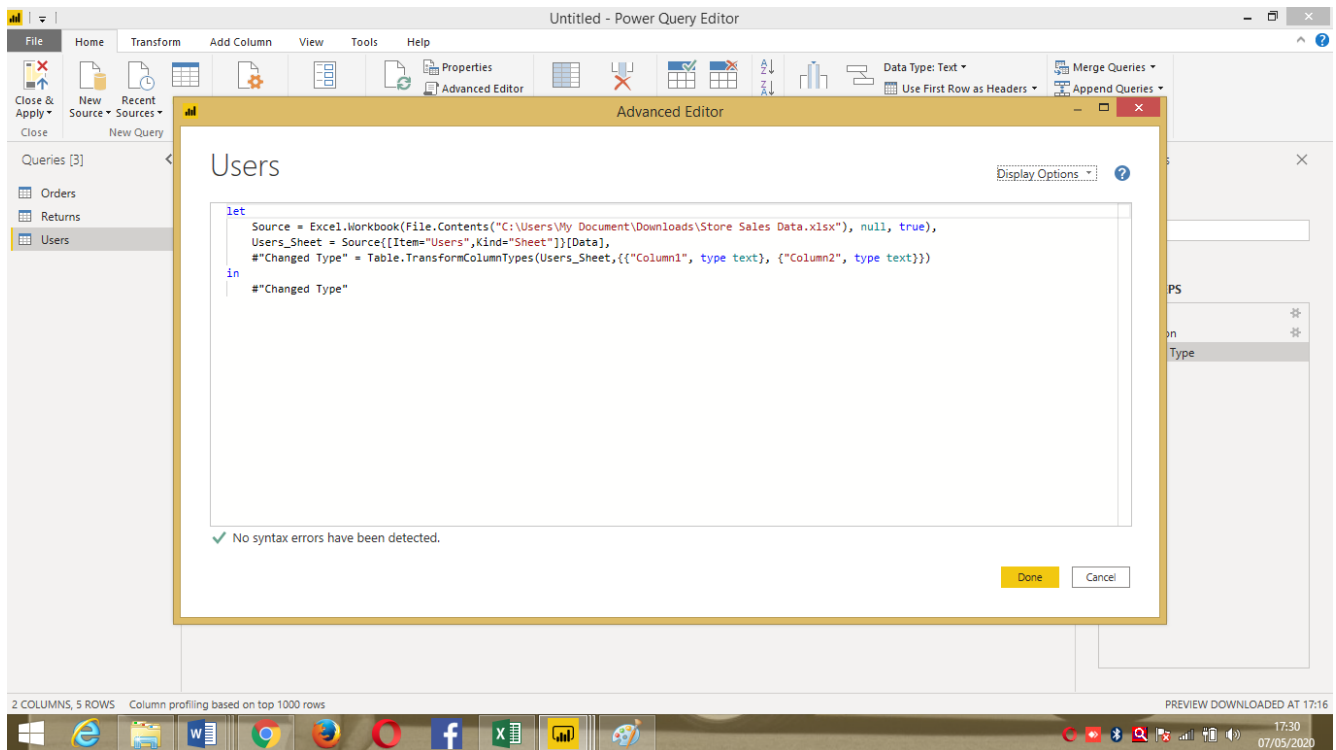 Untitled - Power Query Editor
File Home Transform Add Column View Tools Help
Close & Apply
New Source
Recent Sources
Properties
Advanced Editor
Data Type: Text
Use First Row as Headers
Merge Queries
Append Queries
Close
New Query
Advanced Editor
Queries [3]
Orders
Returns
Users
Users
Display Options
let
Source = Excel.Workbook(File.Contents("C:\Users\My Document\Downloads\Store Sales Data.xlsx"), null, true),
Users_Sheet = Source{[Item="Users",Kind="Sheet"]}[Data],
#"Changed Type" = Table.TransformColumnTypes(Users_Sheet,{{"Column1", type text}, {"Column2", type text}})
in
#"Changed Type"
No syntax errors have been detected.
Done Cancel
Type
2 COLUMNS, 5 ROWS Column profiling based on top 1000 rows
PREVIEW DOWNLOADED AT 17:16
17:30
07/05/2020